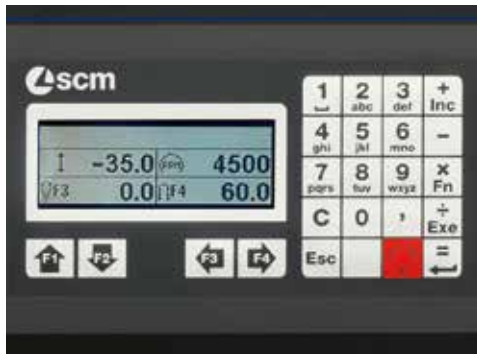 scm
-35.0 rpm 4500
F3 0.0 F4 60.0
F1 F2 F3 F4
1 2 abc 3 def + Inc
4 ghi 5 jkl 6 mno -
7 pqrs 8 tuv 9 wxyz × Fn
C 0 , ÷ Exe
Esc =